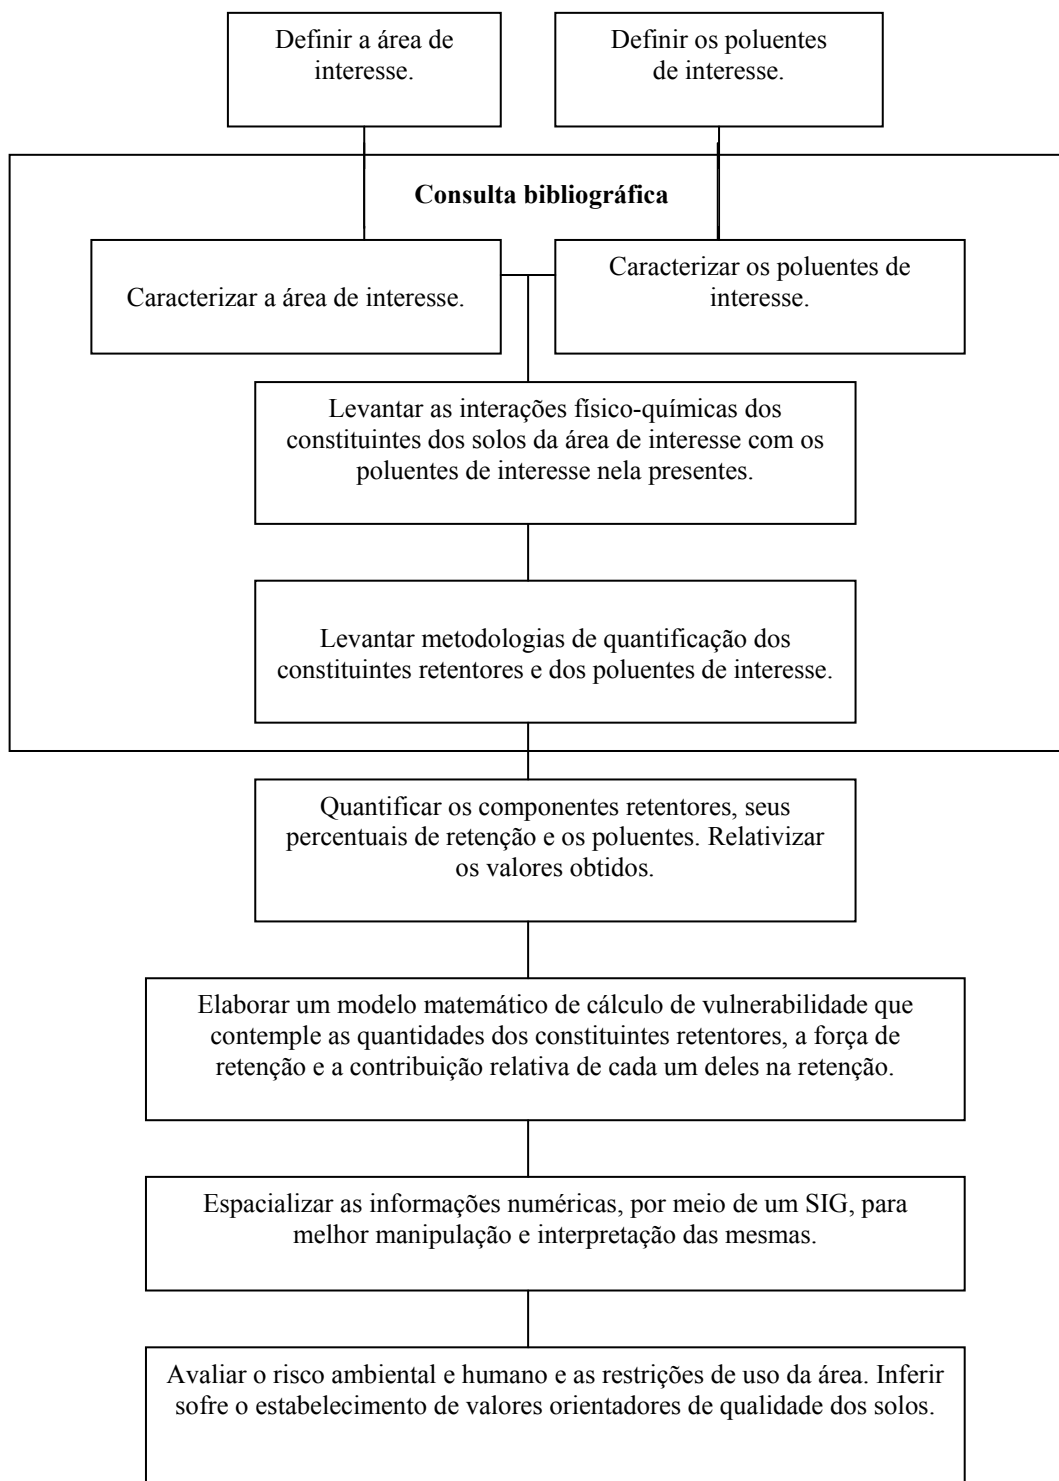 Definir a área de
interesse.
Definir os poluentes
de interesse.
Consulta bibliográfica
Caracterizar a área de interesse.
Caracterizar os poluentes de
interesse.
Levantar as interações físico-químicas dos
constituintes dos solos da área de interesse com os
poluentes de interesse nela presentes.
Levantar metodologias de quantificação dos
constituintes retentores e dos poluentes de interesse.
Quantificar os componentes retentores, seus
percentuais de retenção e os poluentes. Relativizar
os valores obtidos.
Elaborar um modelo matemático de cálculo de vulnerabilidade que
contemple as quantidades dos constituintes retentores, a força de
retenção e a contribuição relativa de cada um deles na retenção.
Espacializar as informações numéricas, por meio de um SIG, para
melhor manipulação e interpretação das mesmas.
Avaliar o risco ambiental e humano e as restrições de uso da área. Inferir
sofre o estabelecimento de valores orientadores de qualidade dos solos.